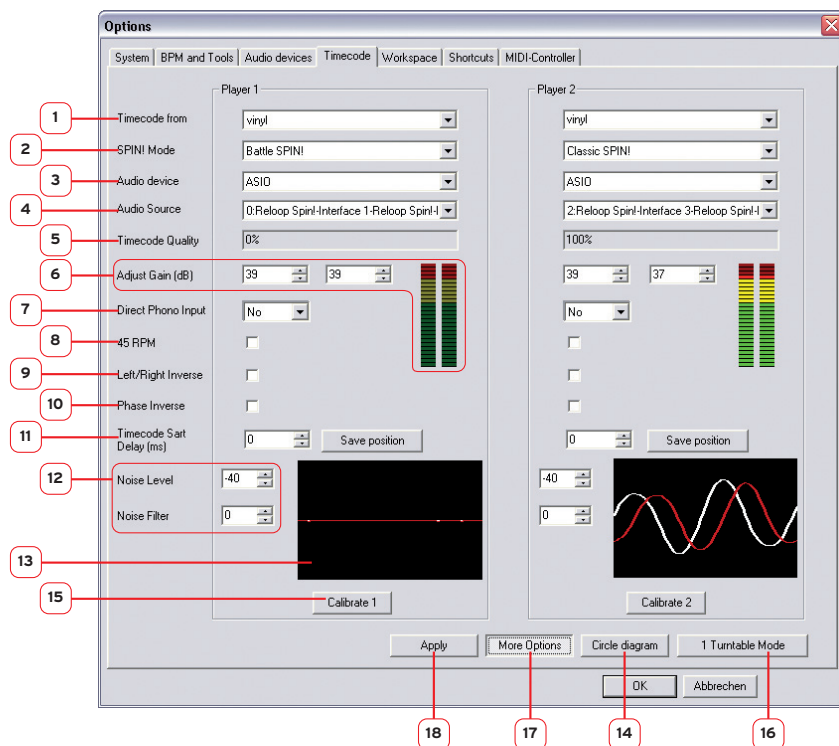 Options
System BPM and Tools Audio devices Timecode Workspace Shortcuts MIDI-Controller
Player 1 Player 2
1 Timecode from vinyl vinyl
2 SPIN! Mode Battle SPIN! Classic SPIN!
3 Audio device ASIO ASIO
4 Audio Source 0:Reloop Spin!-Interface 1-Reloop Spin!-I 2:Reloop Spin!-Interface 3-Reloop Spin!-I
5 Timecode Quality 0% 100%
6 Adjust Gain (dB) 39 39 39 37
7 Direct Phono Input No No
8 45 RPM
9 Left/Right Inverse
10 Phase Inverse
11 Timecode Sart
Delay (ms) 0 Save position 0 Save position
12 Noise Level -40 -40
Noise Filter 0 0
13
15 Calibrate 1 Calibrate 2
Apply More Options Circle diagram 1 Turntable Mode
OK Abbrechen
18 17 14 16